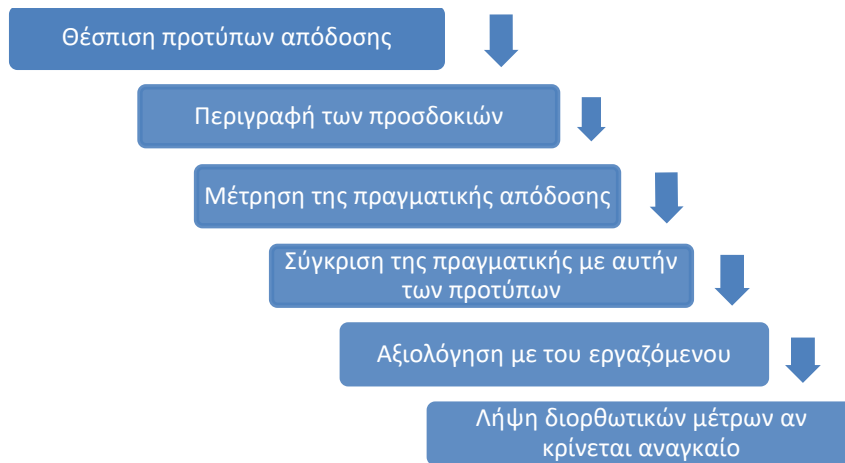 Θέσπιση προτύπων απόδοσης
Περιγραφή των προσδοκιών
Μέτρηση της πραγματικής απόδοσης
Σύγκριση της πραγματικής με αυτήν
των προτύπων
Αξιολόγηση με του εργαζόμενου
Λήψη διορθωτικών μέτρων αν
κρίνεται αναγκαίο